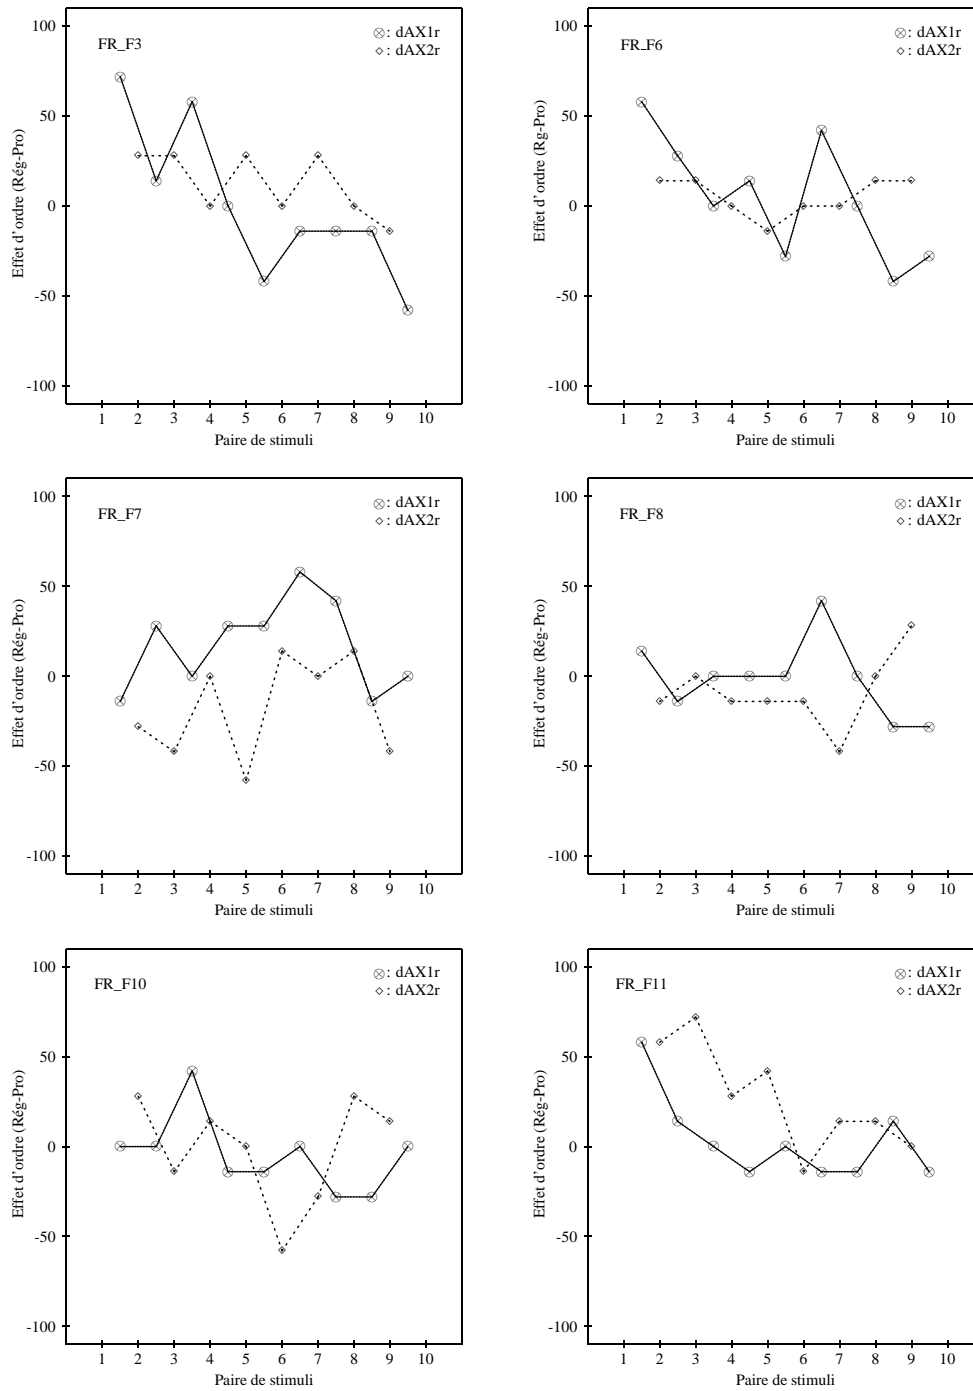 100
50
0
-50
-100
Effet d'ordre (Rég-Pro)
FR_F3
: dAX1r
: dAX2r
1 2 3 4 5 6 7 8 9 10
Paire de stimuli
100
50
0
-50
-100
Effet d'ordre (Rg-Pro)
FR_F6
: dAX1r
: dAX2r
1 2 3 4 5 6 7 8 9 10
Paire de stimuli
100
50
0
-50
-100
Effet d'ordre (Rég-Pro)
FR_F7
: dAX1r
: dAX2r
1 2 3 4 5 6 7 8 9 10
Paire de stimuli
100
50
0
-50
-100
Effet d'ordre (Rég-Pro)
FR_F8
: dAX1r
: dAX2r
1 2 3 4 5 6 7 8 9 10
Paire de stimuli
100
50
0
-50
-100
Effet d'ordre (Rég-Pro)
FR_F10
: dAX1r
: dAX2r
1 2 3 4 5 6 7 8 9 10
Paire de stimuli
100
50
0
-50
-100
Effet d'ordre (Rég-Pro)
FR_F11
: dAX1r
: dAX2r
1 2 3 4 5 6 7 8 9 10
Paire de stimuli